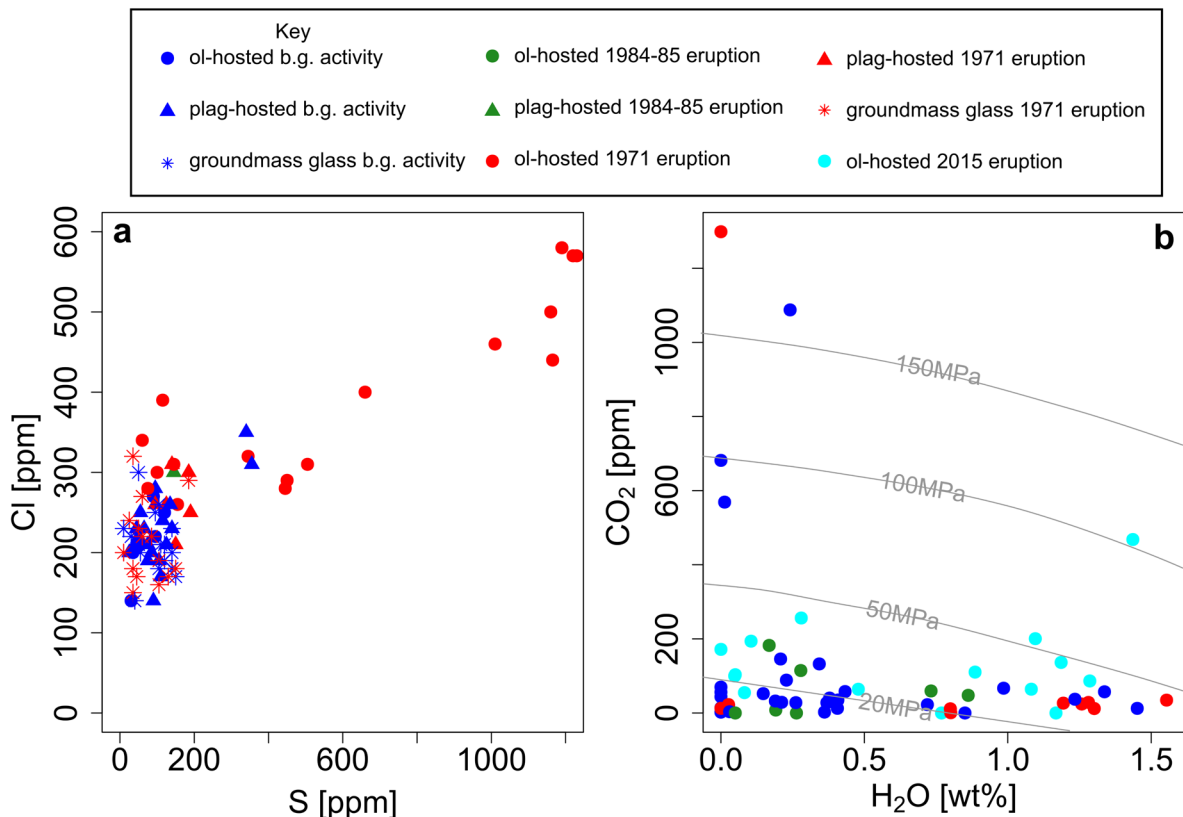 Key
ol-hosted b.g. activity
ol-hosted 1984-85 eruption
plag-hosted 1971 eruption
plag-hosted b.g. activity
plag-hosted 1984-85 eruption
groundmass glass 1971 eruption
groundmass glass b.g. activity
ol-hosted 1971 eruption
ol-hosted 2015 eruption
a
600
500
400
300
200
100
0
Cl [ppm]
0
200
400
600
1000
S [ppm]
b
1000
600
200
0
CO₂ [ppm]
150MPa
100MPa
50MPa
20MPa
0.0
0.5
1.0
1.5
H₂O [wt%]